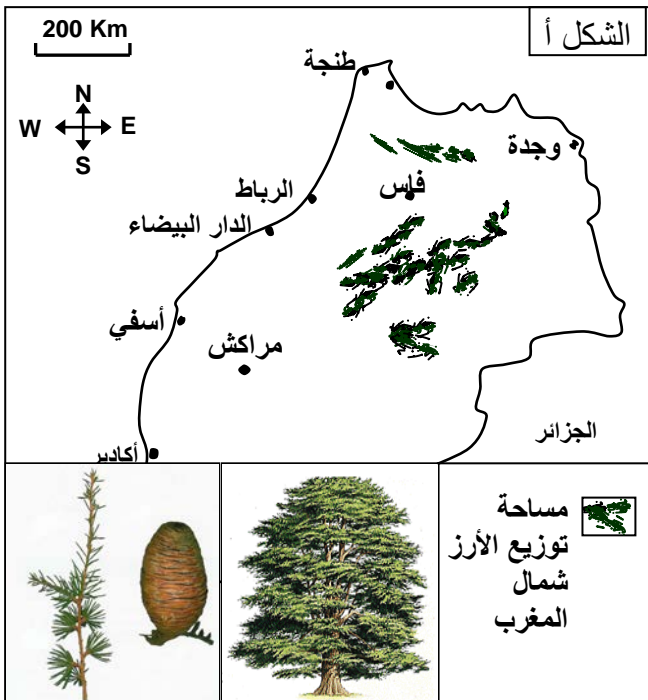 الشكل أ
200 Km
N
W E
S
طنجة
وجدة
فاس
الرباط
الدار البيضاء
أسفي
مراكش
الجزائر
أكادير
مساحة
توزيع الأرز
شمال
المغرب